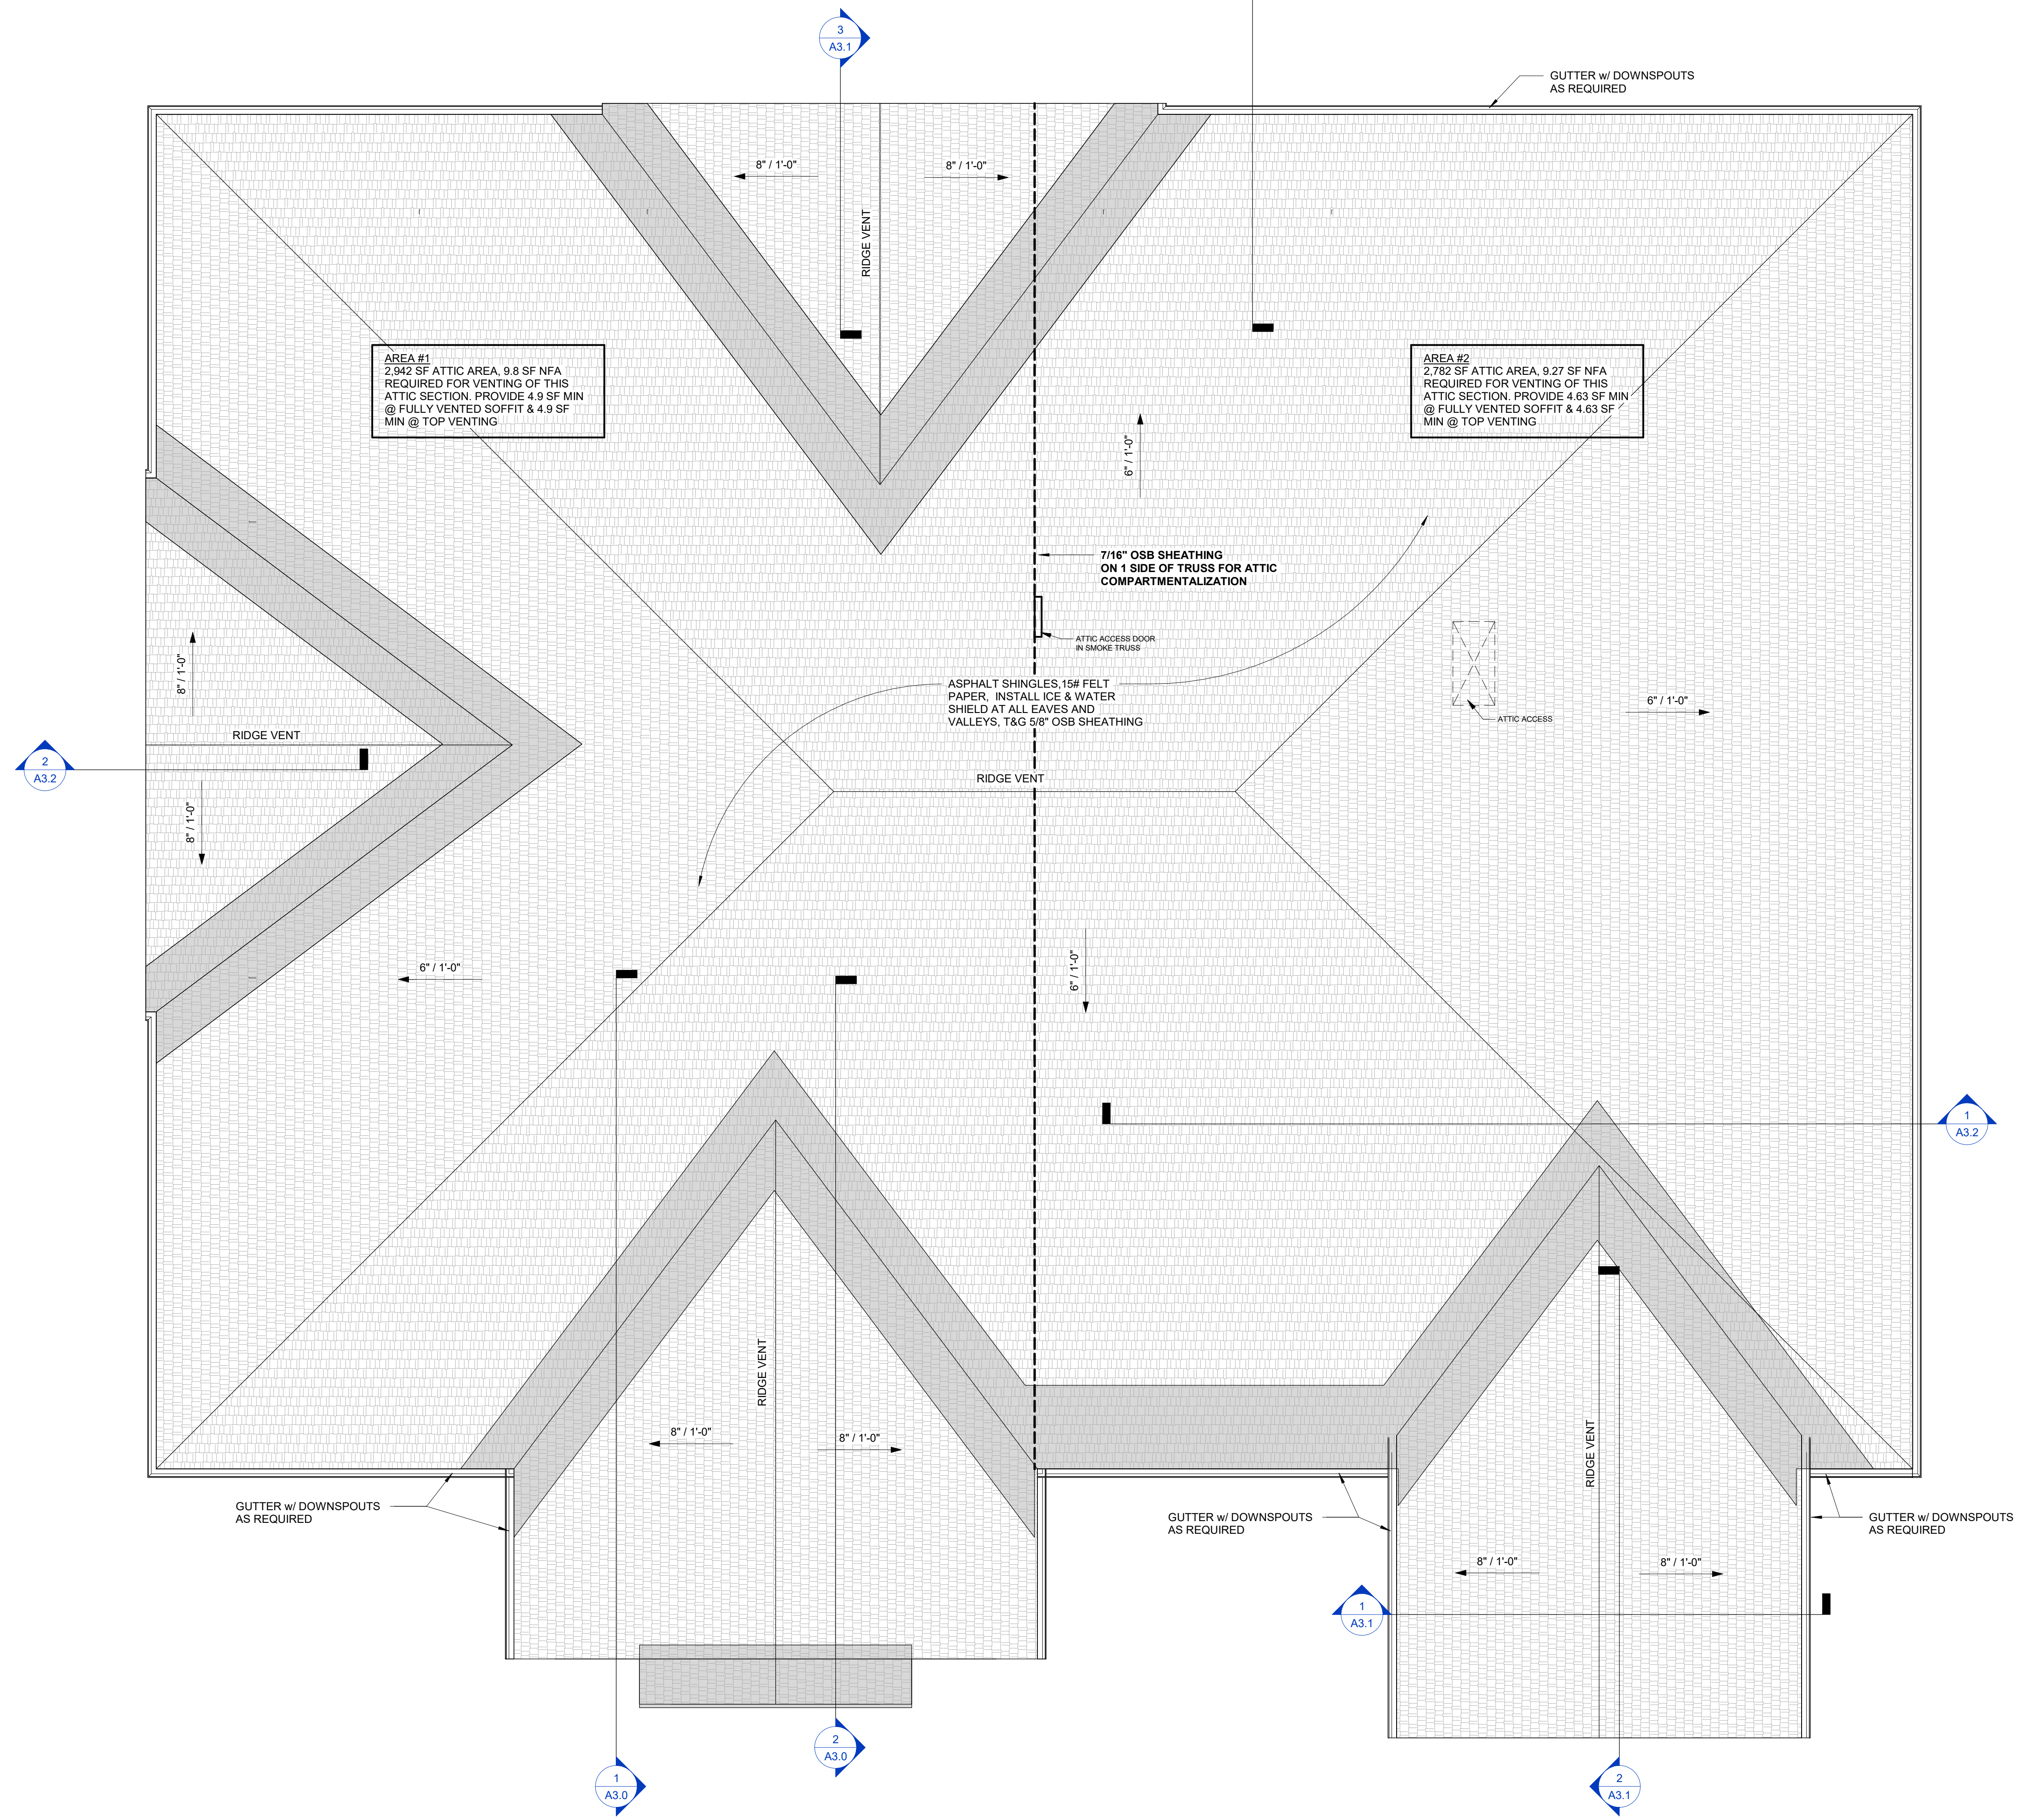 3
A3.1
GUTTER w/ DOWNSPOUTS
AS REQUIRED
8" / 1'-0"
8" / 1'-0"
RIDGE VENT
AREA #1
2,942 SF ATTIC AREA, 9.8 SF NFA
REQUIRED FOR VENTING OF THIS
ATTIC SECTION. PROVIDE 4.9 SF MIN
@ FULLY VENTED SOFFIT & 4.9 SF
MIN @ TOP VENTING
AREA #2
2,782 SF ATTIC AREA, 9.27 SF NFA
REQUIRED FOR VENTING OF THIS
ATTIC SECTION. PROVIDE 4.63 SF MIN
@ FULLY VENTED SOFFIT & 4.63 SF
MIN @ TOP VENTING
6" / 1'-0"
7/16" OSB SHEATHING
ON 1 SIDE OF TRUSS FOR ATTIC
COMPARTMENTALIZATION
ATTIC ACCESS DOOR
IN SMOKE TRUSS
8" / 1'-0"
ASPHALT SHINGLES,15# FELT
PAPER, INSTALL ICE & WATER
SHIELD AT ALL EAVES AND
VALLEYS, T&G 5/8" OSB SHEATHING
6" / 1'-0"
ATTIC ACCESS
RIDGE VENT
2
A3.2
RIDGE VENT
8" / 1'-0"
6" / 1'-0"
6" / 1'-0"
1
A3.2
RIDGE VENT
8" / 1'-0"
8" / 1'-0"
RIDGE VENT
GUTTER w/ DOWNSPOUTS
AS REQUIRED
GUTTER w/ DOWNSPOUTS
AS REQUIRED
GUTTER w/ DOWNSPOUTS
AS REQUIRED
8" / 1'-0"
8" / 1'-0"
1
A3.1
2
A3.0
1
A3.0
2
A3.1